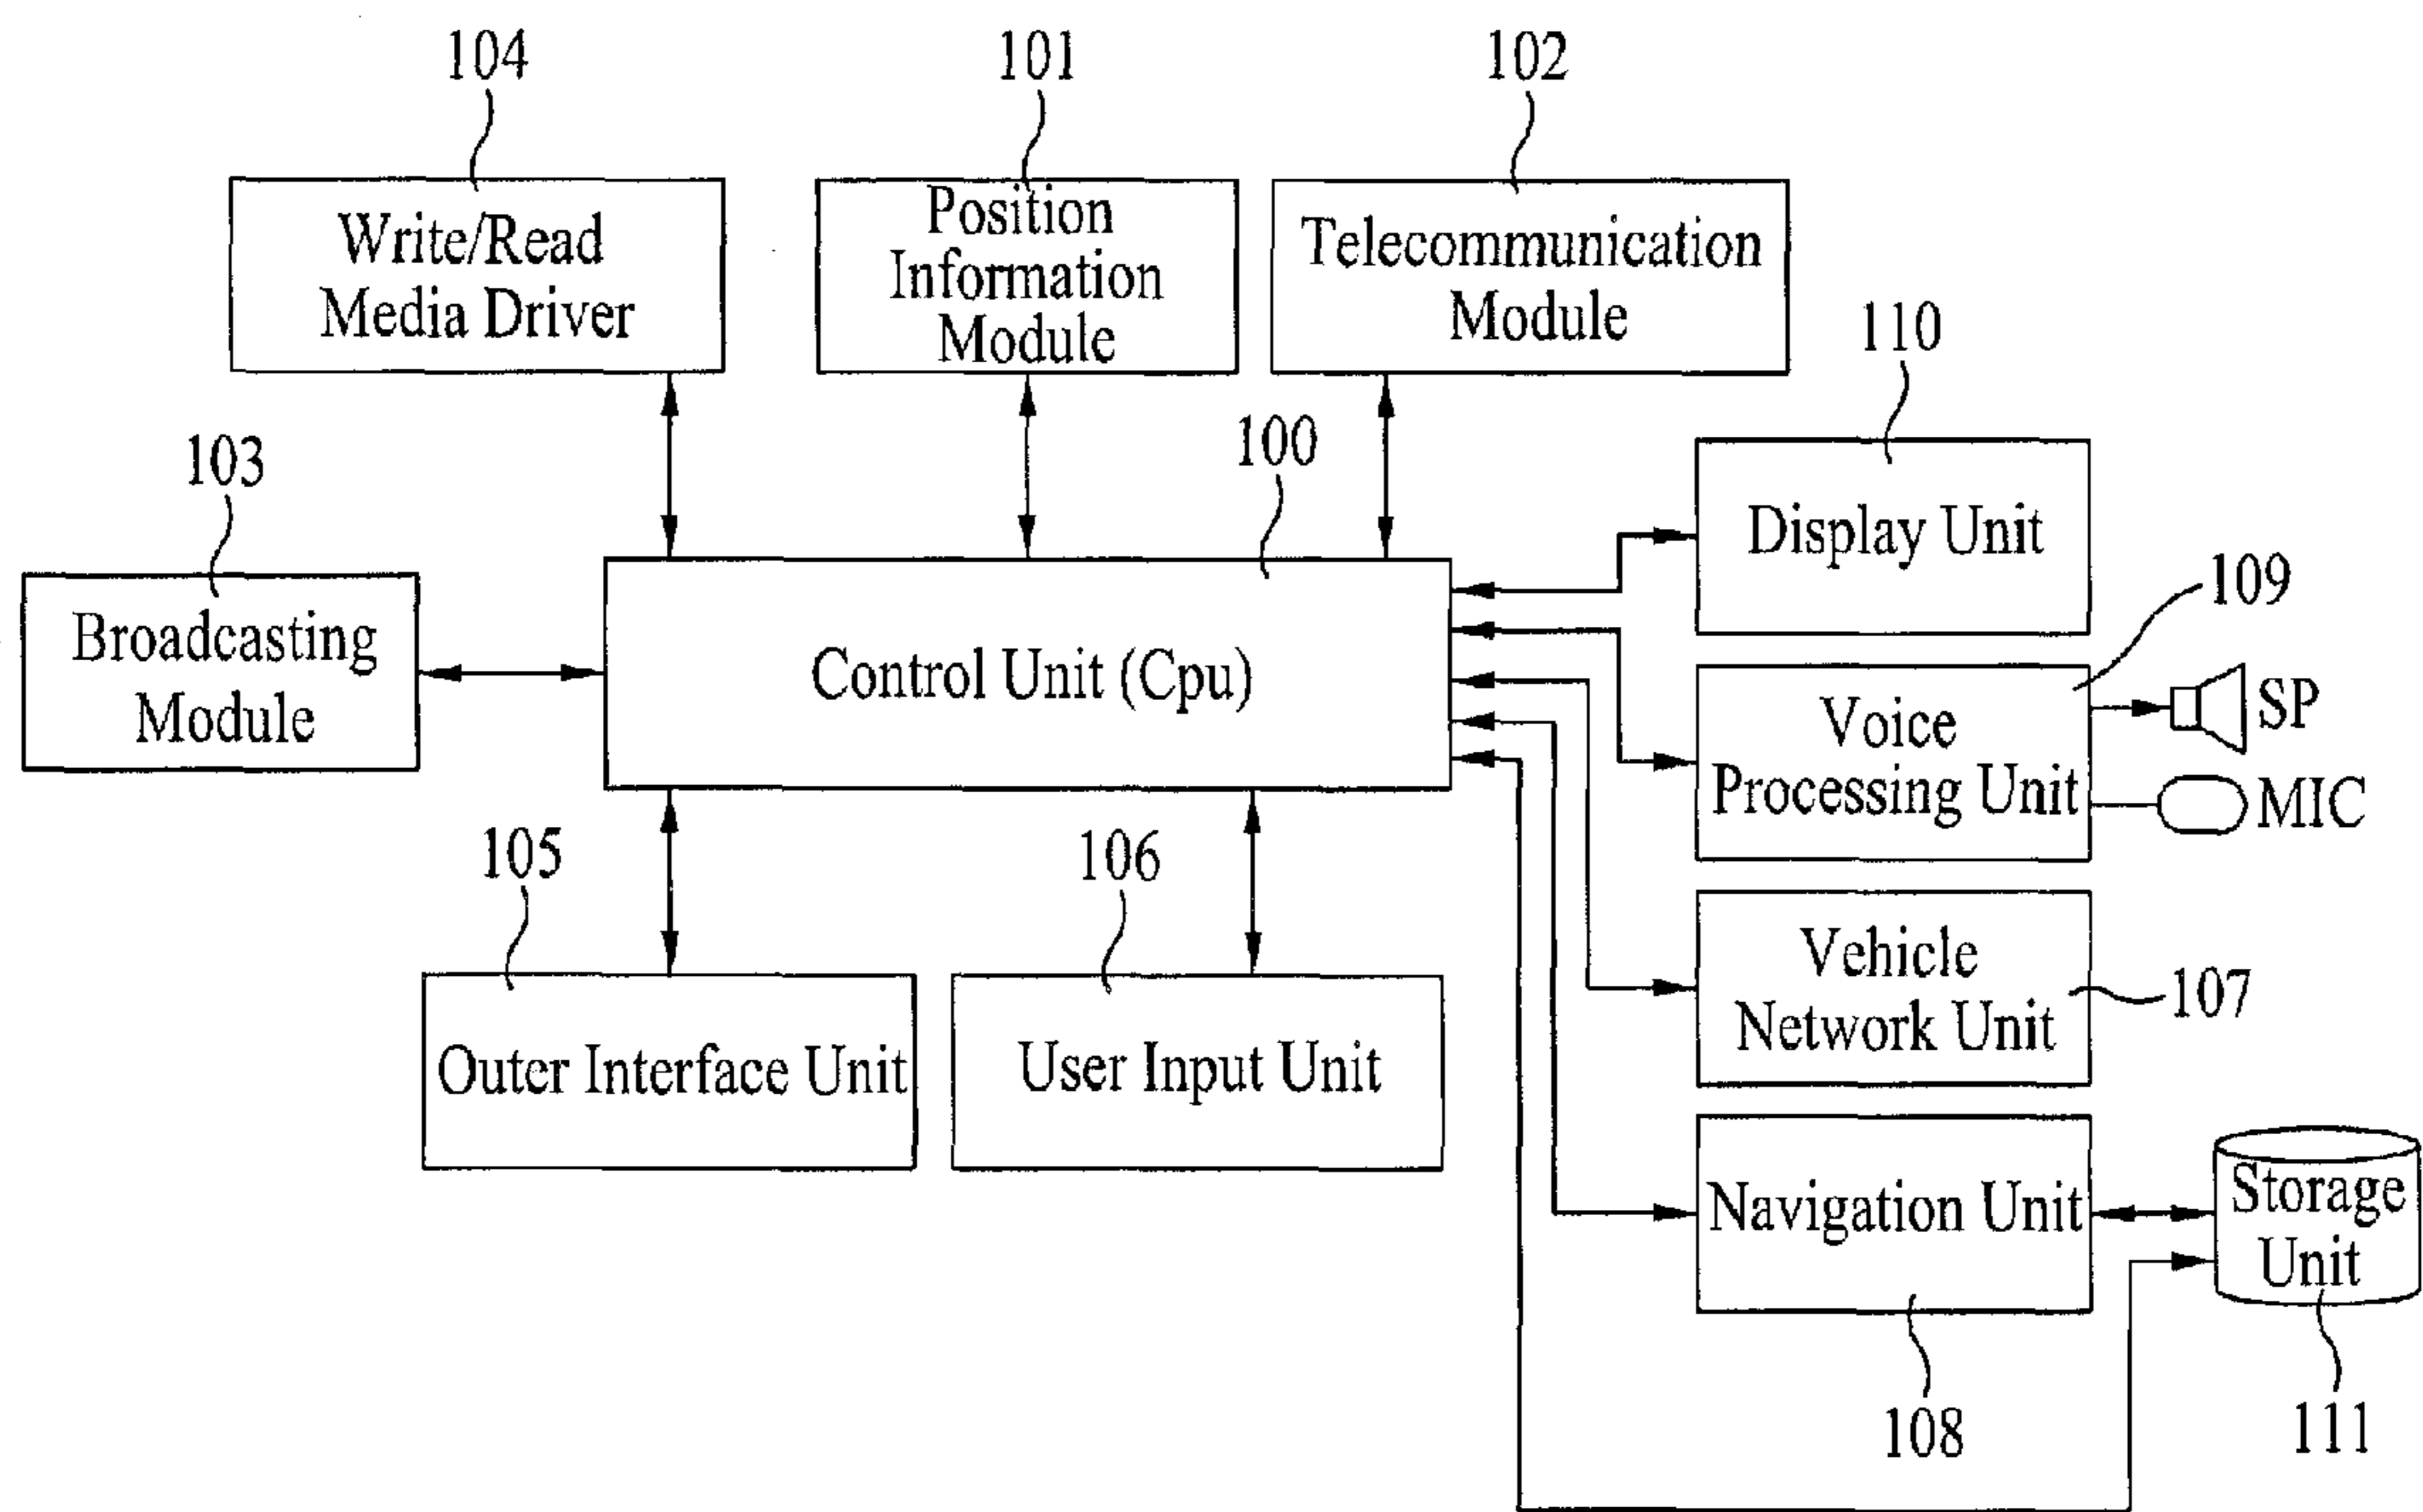 104
101
102
Write/Read
Media Driver
Position
Information
Module
Telecommunication
Module
110
100
103
Display Unit
109
Broadcasting
Module
Control Unit (Cpu)
Voice
Processing Unit
SP
MIC
105
106
Vehicle
Network Unit
107
Outer Interface Unit
User Input Unit
Navigation Unit
Storage
Unit
108
111